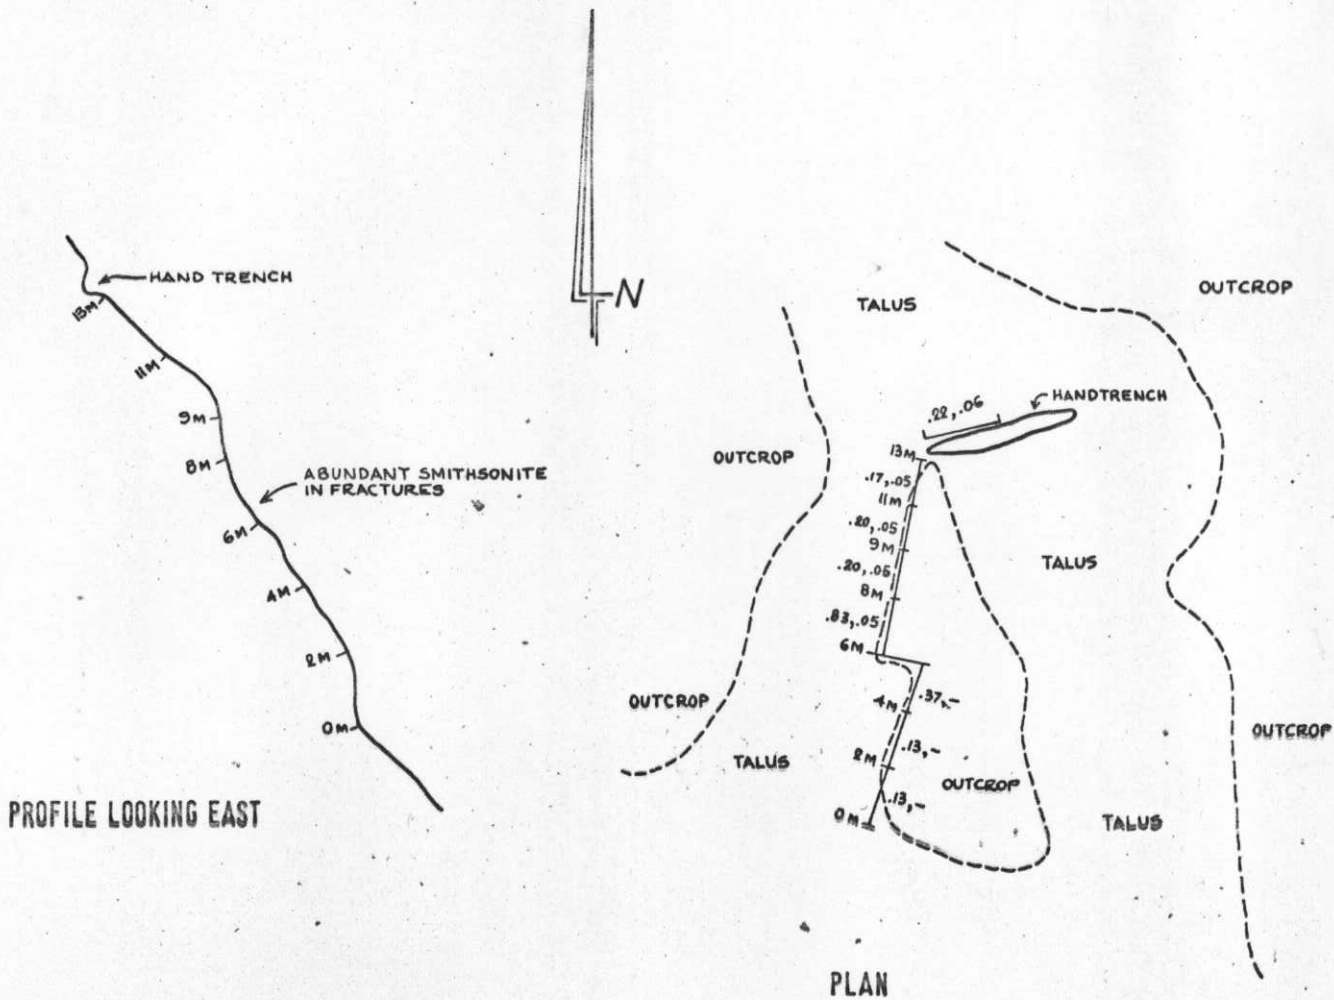 N
HAND TRENCH
13M
11M
9M
8M
ABUNDANT SMITHSONITE
IN FRACTURES
6M
4M
2M
0M
PROFILE LOOKING EAST
TALUS
OUTCROP
.22, .06
HANDTRENCH
OUTCROP
13M
.17, .05
11M
.20, .05
9M
.20, .05
8M
.83, .05
6M
TALUS
OUTCROP
4M
.37, -
TALUS
2M
.13, -
OUTCROP
.13, -
0M
OUTCROP
TALUS
PLAN